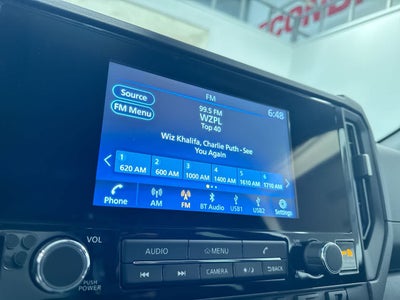 ECONDI
FM
6:48
Source
99.5 FM
WZPL
FM Menu
Top 40
Wiz Khalifa, Charlie Puth - See
You Again
1 2 3 4 5 6
620 AM 600 AM 1000 AM 1400 AM 1610 AM 1710 AM
Phone AM FM BT Audio USB1 USB2 Settings
VOL
AUDIO MENU
PUSH
POWER
CAMERA BACK